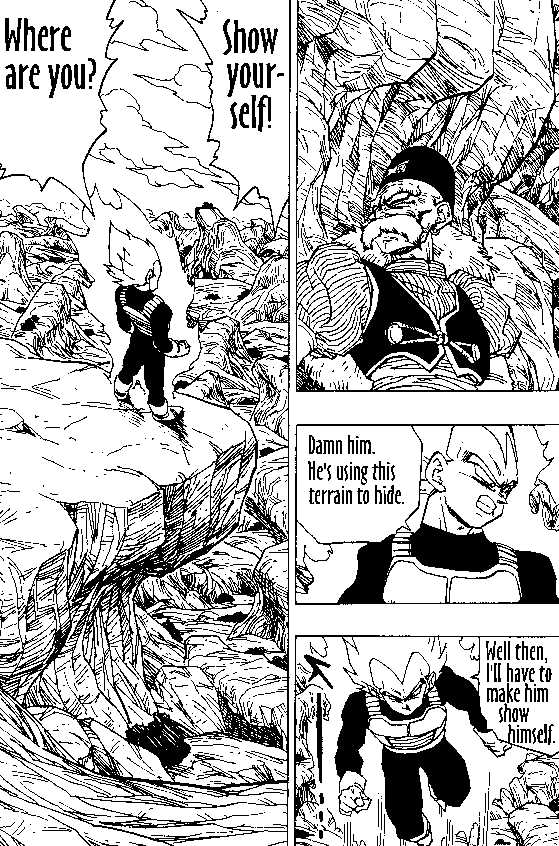 Where
are you?
Show
your-
self!
Damn him.
He's using this
terrain to hide.
Well then,
I'll have to
make him
show
himself.